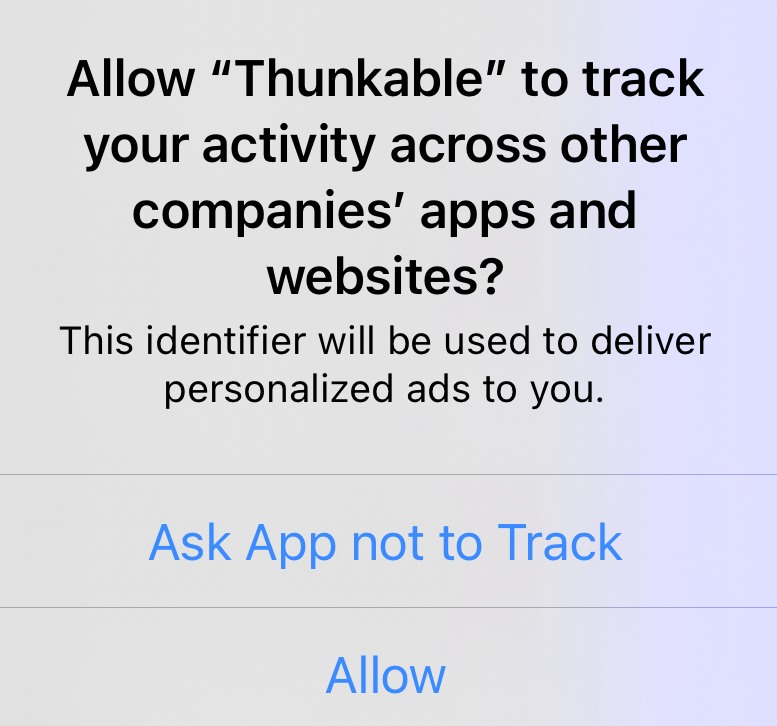 Allow “Thunkable” to track
your activity across other
companies’ apps and
websites?
This identifier will be used to deliver
personalized ads to you.
Ask App not to Track
Allow